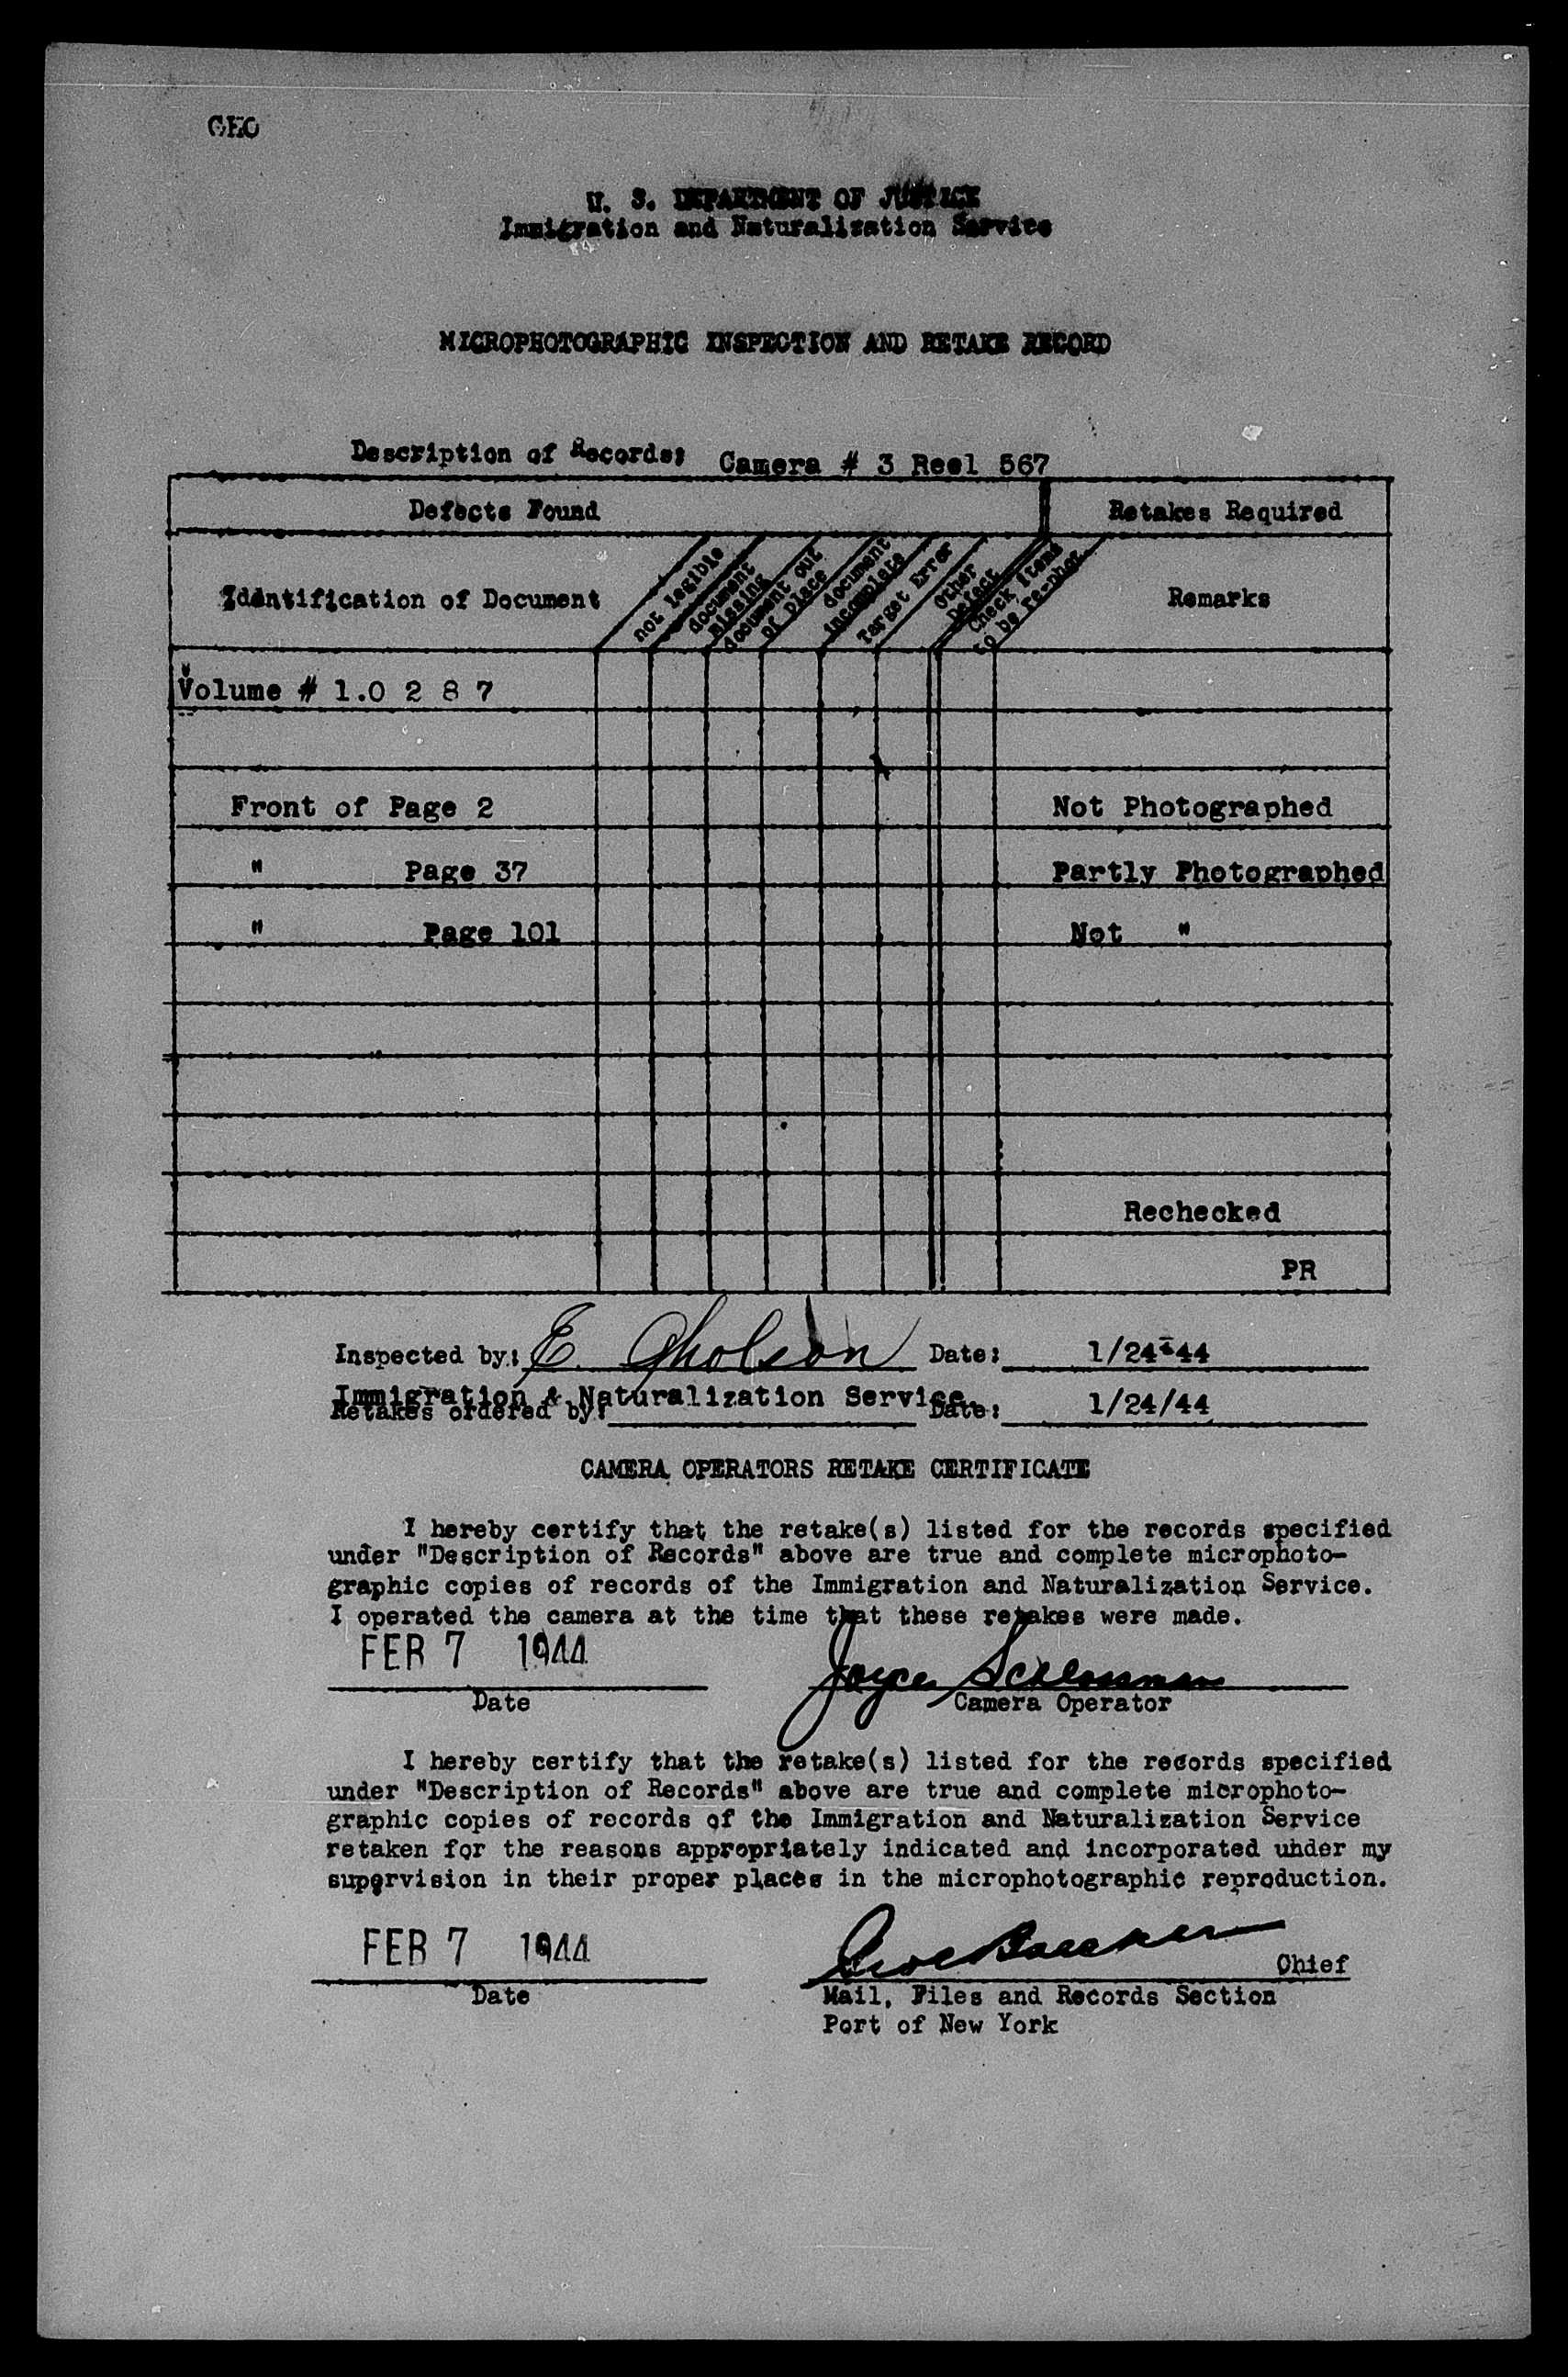 GEO
U. S. DEPARTMENT OF JUSTICE
Immigration and Naturalization Service
MICROPHOTOGRAPHIC INSPECTION AND RETAKE RECORD
Description of Records: Camera # 3 Reel 567
Defects Found Retakes Required
Identification of Document
not legible
document
missing
document out
of place
document
incomplete
Target Error
Other
Defect
Check items
to be re-phot
Remarks
Volume # 1.0 2 8 7
Front of Page 2 Not Photographed
" Page 37 Partly Photographed
" Page 101 Not "
Rechecked
PR
Inspected by: E. Gholson Date: 1/24-44
Immigration & Naturalization Service.
Retakes ordered by: Date: 1/24/44
CAMERA OPERATORS RETAKE CERTIFICATE
I hereby certify that the retake(s) listed for the records specified
under "Description of Records" above are true and complete microphoto-
graphic copies of records of the Immigration and Naturalization Service.
I operated the camera at the time that these retakes were made.
FEB 7 1944
Date
Joyce
Camera Operator
I hereby certify that the retake(s) listed for the records specified
under "Description of Records" above are true and complete microphoto-
graphic copies of records of the Immigration and Naturalization Service
retaken for the reasons appropriately indicated and incorporated under my
supervision in their proper places in the microphotographic reproduction.
FEB 7 1944
Chief
Date
Mail, Files and Records Section
Port of New York